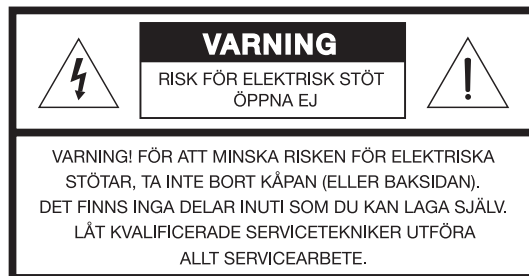 VARNING
RISK FÖR ELEKTRISK STÖT
ÖPPNA EJ
VARNING! FÖR ATT MINSKA RISKEN FÖR ELEKTRISKA
STÖTAR, TA INTE BORT KÅPAN (ELLER BAKSIDAN).
DET FINNS INGA DELAR INUTI SOM DU KAN LAGA SJÄLV.
LÅT KVALIFICERADE SERVICETEKNIKER UTFÖRA
ALLT SERVICEARBETE.